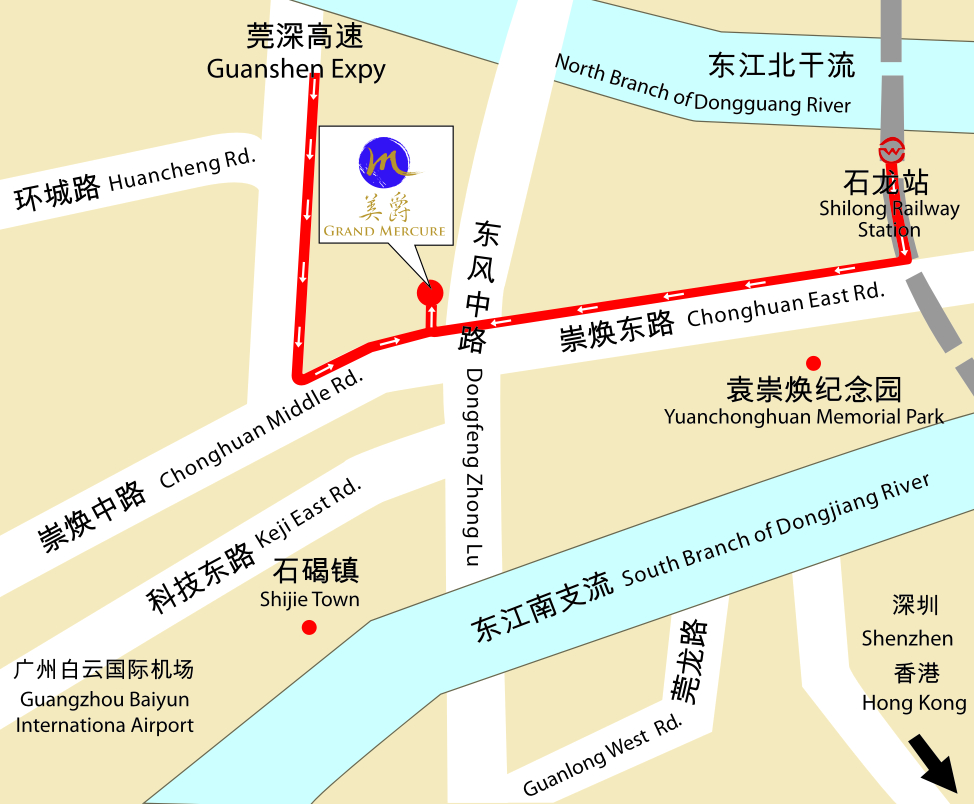 莞深高速
Guanshen Expy
东江北干流
North Branch of Dongguang River
环城路 Huancheng Rd.
m
美爵
GRAND MERCURE
石龙站
Shilong Railway
Station
东风中路 Dongfeng Zhong Lu
崇焕东路 Chonghuan East Rd.
袁崇焕纪念园
Yuanchonghuan Memorial Park
崇焕中路 Chonghuan Middle Rd.
科技东路 Keji East Rd.
石碣镇
Shijie Town
东江南支流 South Branch of Dongjiang River
莞龙路
Guanlong West Rd.
广州白云国际机场
Guangzhou Baiyun
Internationa Airport
深圳
Shenzhen
香港
Hong Kong